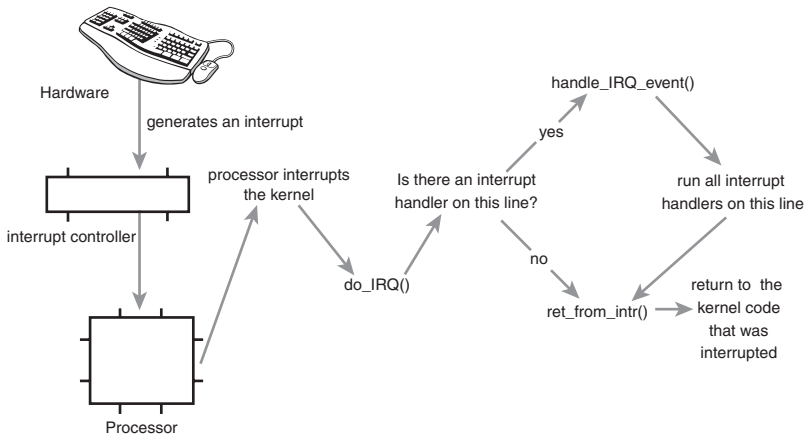 Hardware
generates an interrupt
interrupt controller
Processor
processor interrupts
the kernel
do_IRQ()
Is there an interrupt
handler on this line?
yes
no
handle_IRQ_event()
run all interrupt
handlers on this line
ret_from_intr()
return to the
kernel code
that was
interrupted